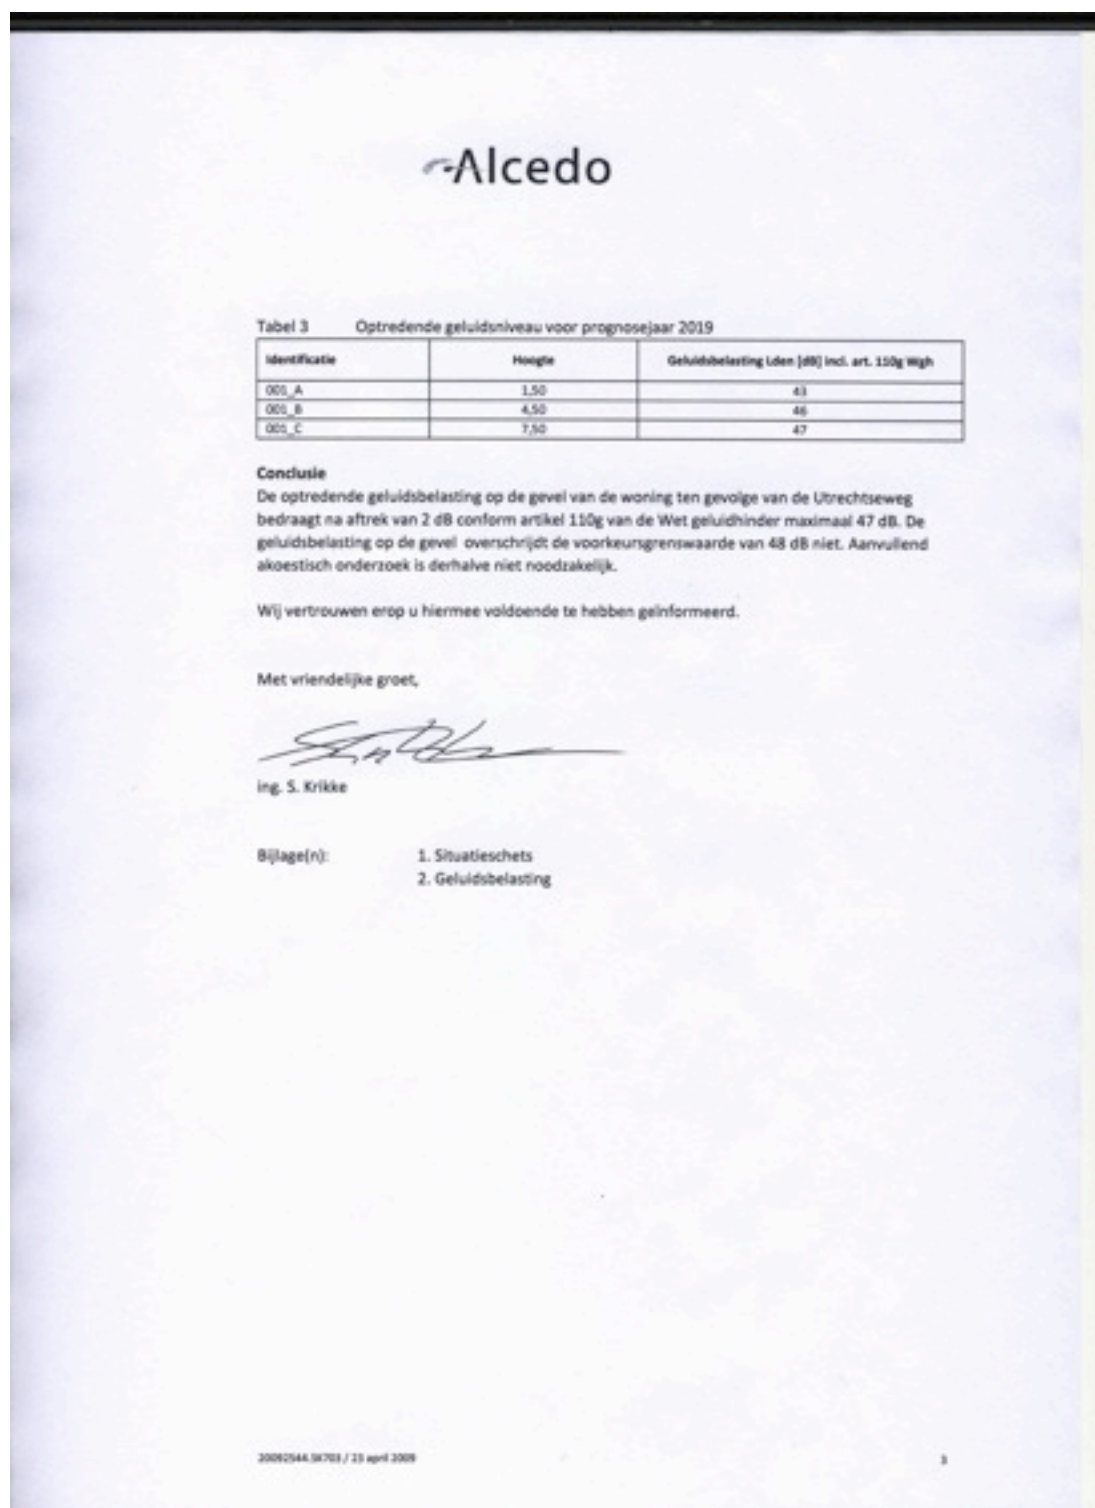 Alcedo
Tabel 3 Optredende geluidsniveau voor prognosejaar 2019
Identificatie Hoogte Geluidsbelasting Lden [dB] incl. art. 110g Wgh
001_A 1,50 43
001_B 4,50 46
001_C 7,50 47
Conclusie
De optredende geluidsbelasting op de gevel van de woning ten gevolge van de Utrechtseweg
bedraagt na aftrek van 2 dB conform artikel 110g van de Wet geluidhinder maximaal 47 dB. De
geluidsbelasting op de gevel overschrijdt de voorkeursgrenswaarde van 48 dB niet. Aanvullend
akoestisch onderzoek is derhalve niet noodzakelijk.
Wij vertrouwen erop u hiermee voldoende te hebben geïnformeerd.
Met vriendelijke groet,
ing. S. Krikke
Bijlage(n): 1. Situatieschets
2. Geluidsbelasting
20092544.SK703 / 23 april 2009 3